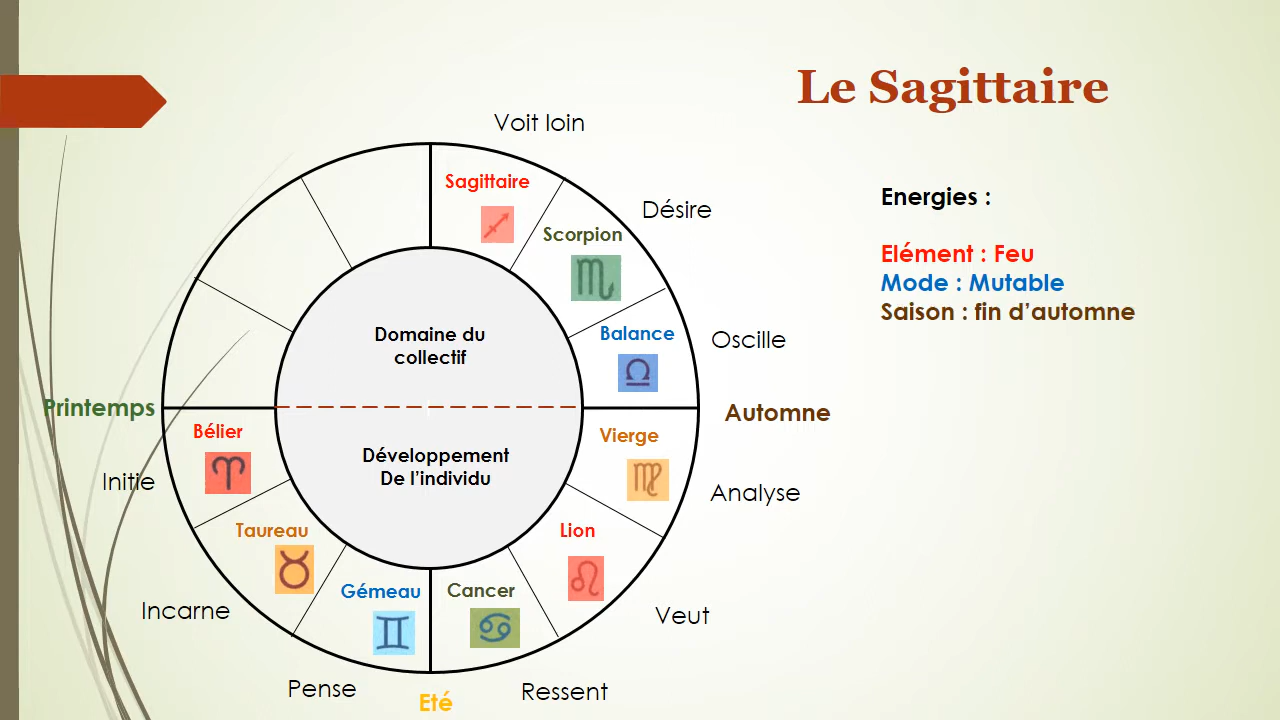 Le Sagittaire
Voit loin
Sagittaire
Energies :
Désire
Scorpion
Elément : Feu
Mode : Mutable
Saison : fin d’automne
Domaine du
collectif
Balance
Oscille
Printemps
Automne
Bélier
Vierge
Développement
De l’individu
Initie
Analyse
Taureau
Lion
Gémeau
Cancer
Incarne
Veut
Pense
Eté
Ressent